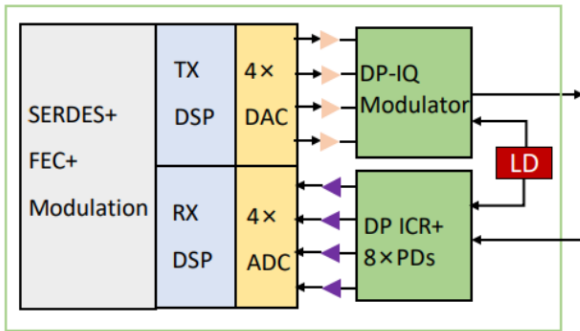 SERDES+
FEC+
Modulation
TX
DSP
4×
DAC
DP-IQ
Modulator
LD
RX
DSP
4×
ADC
DP ICR+
8×PDs